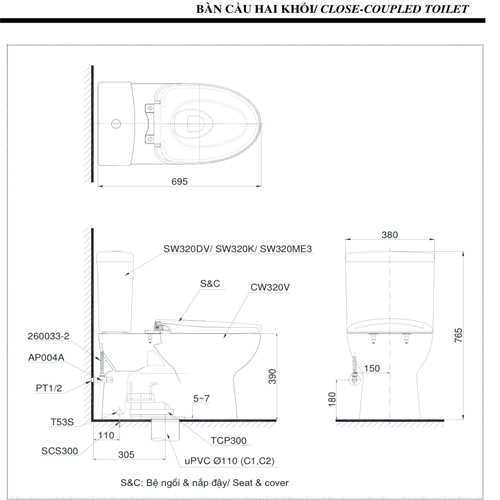 BÀN CẦU HAI KHỐI/ CLOSE-COUPLED TOILET
695
SW320DV/ SW320K/ SW320ME3
380
S&C
CW320V
260033-2
AP004A
PT1/2
390
765
150
180
5~7
T53S
110
TCP300
SCS300
305
uPVC Ø110 (C1,C2)
S&C: Bệ ngồi & nắp đậy/ Seat & cover